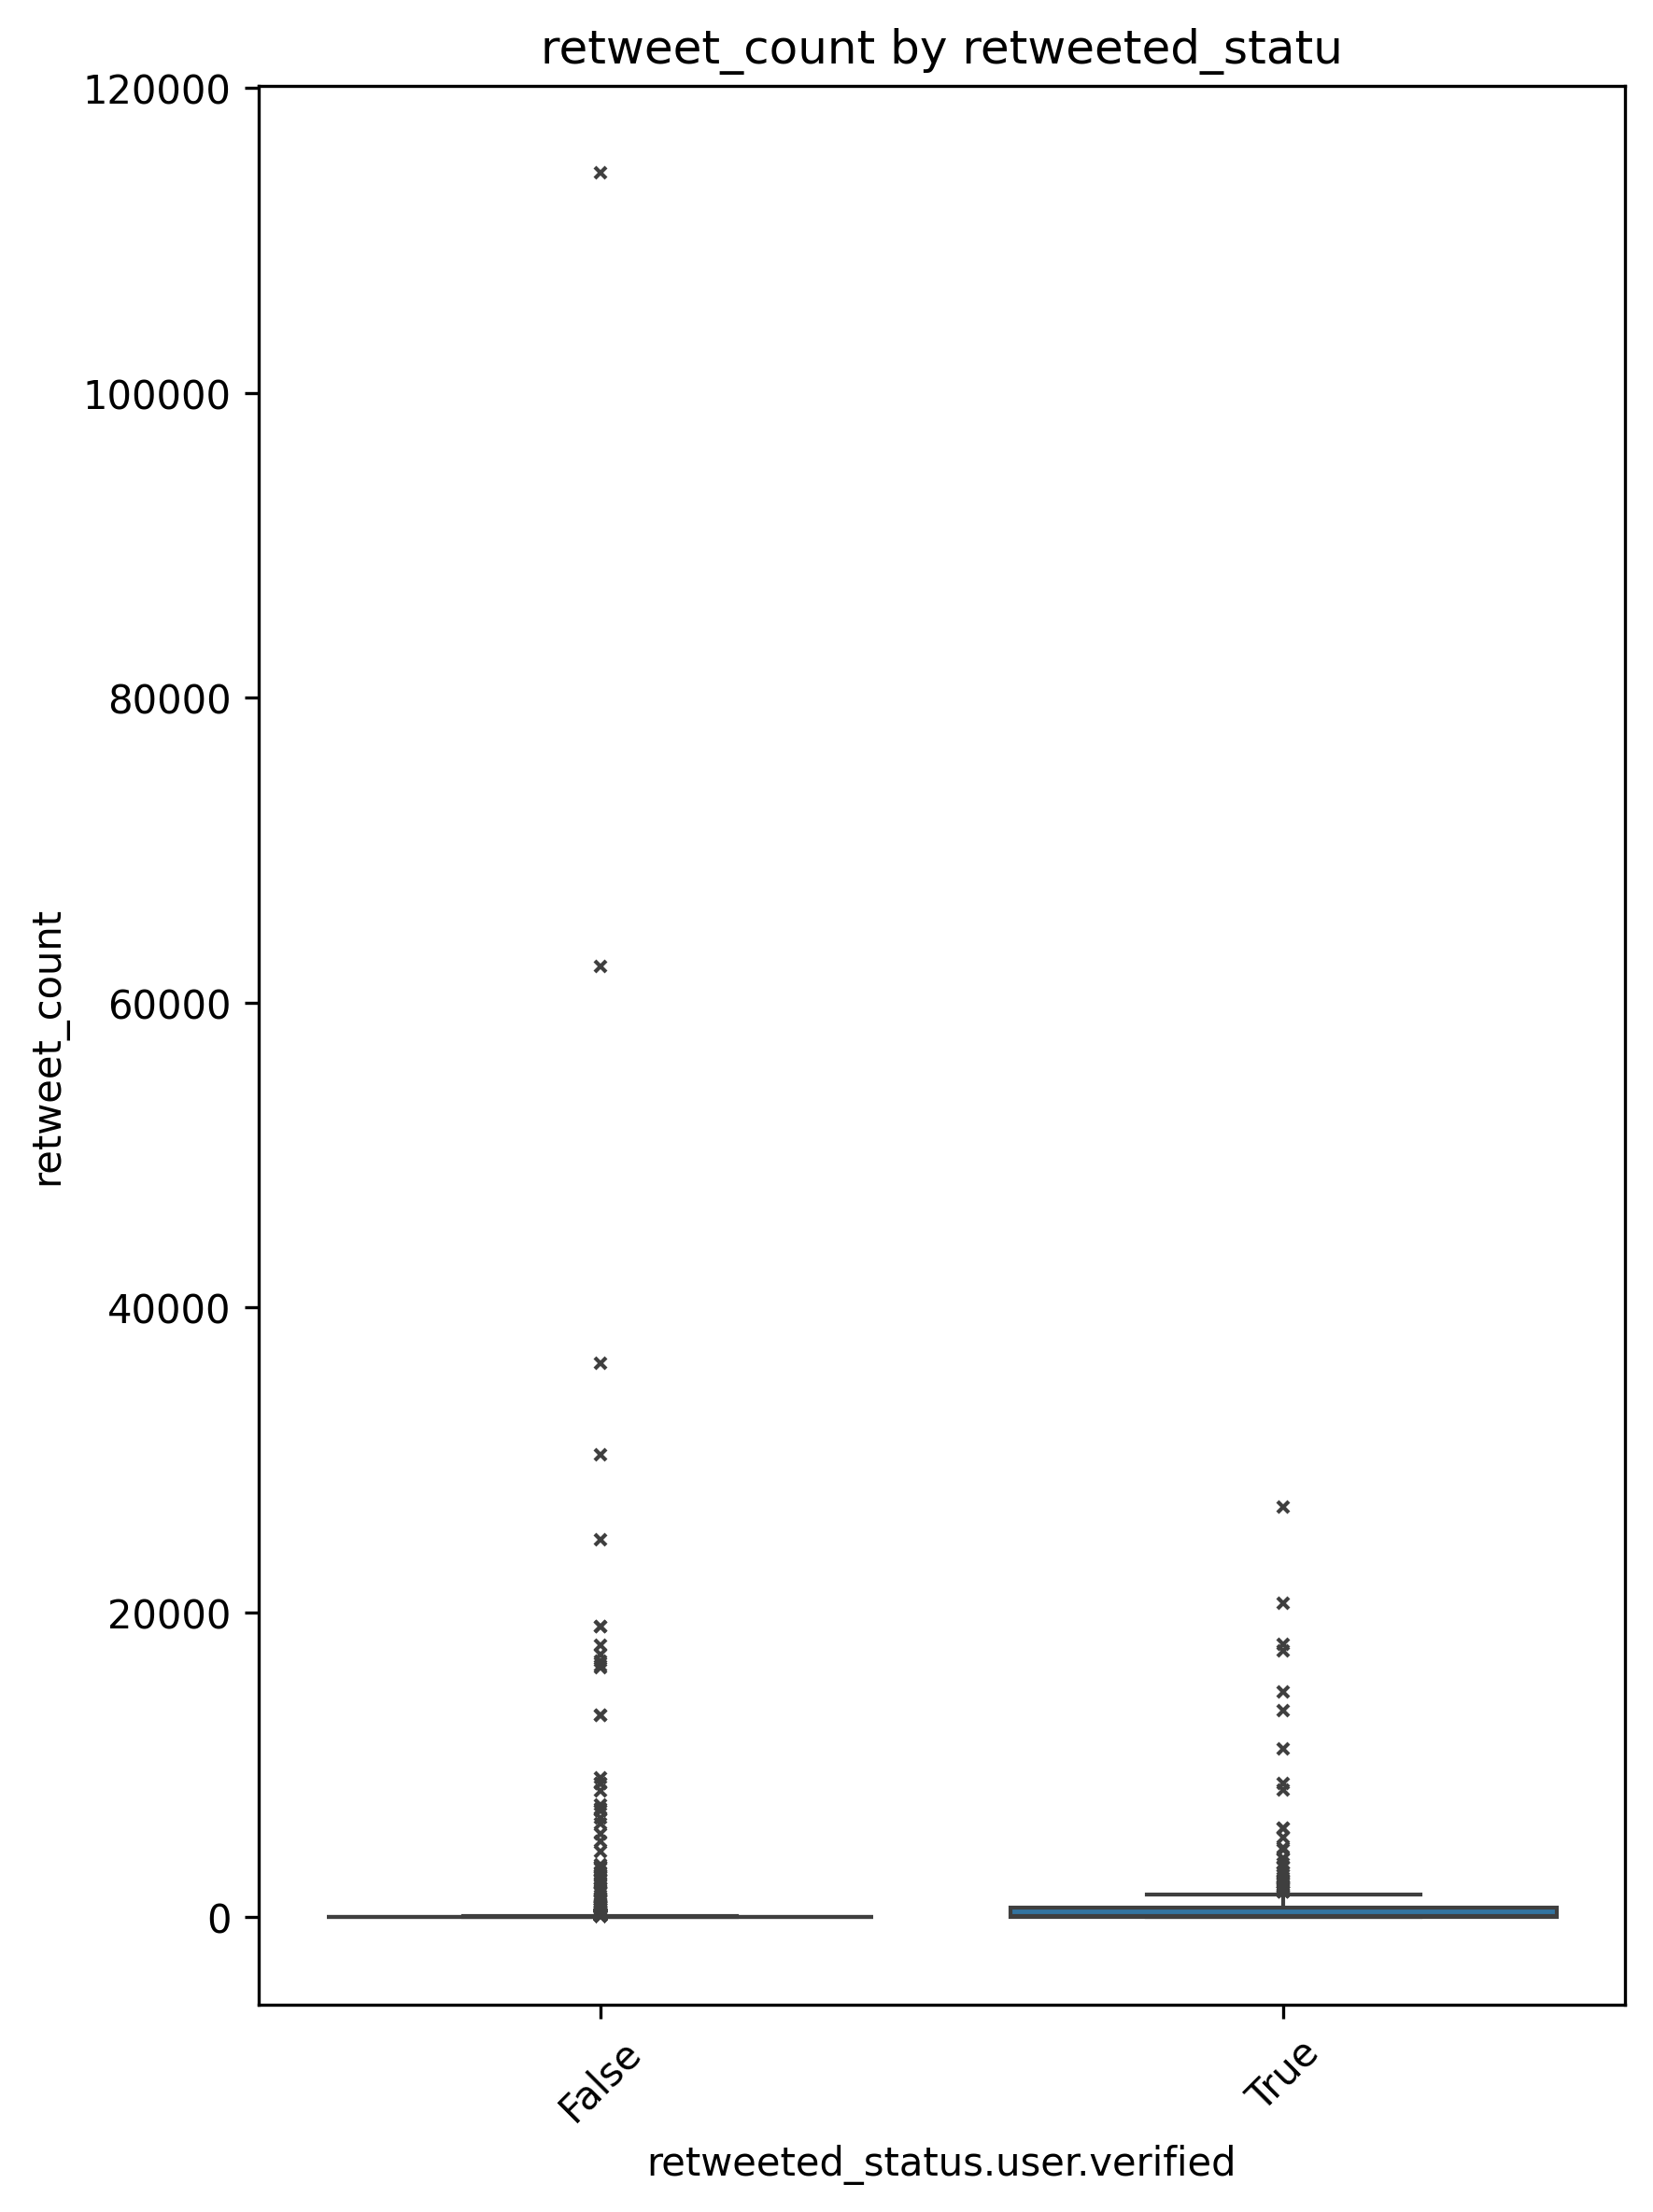 retweet_count by retweeted_statu
120000
100000
80000
60000
40000
20000
0
retweet_count
False
True
retweeted_status.user.verified